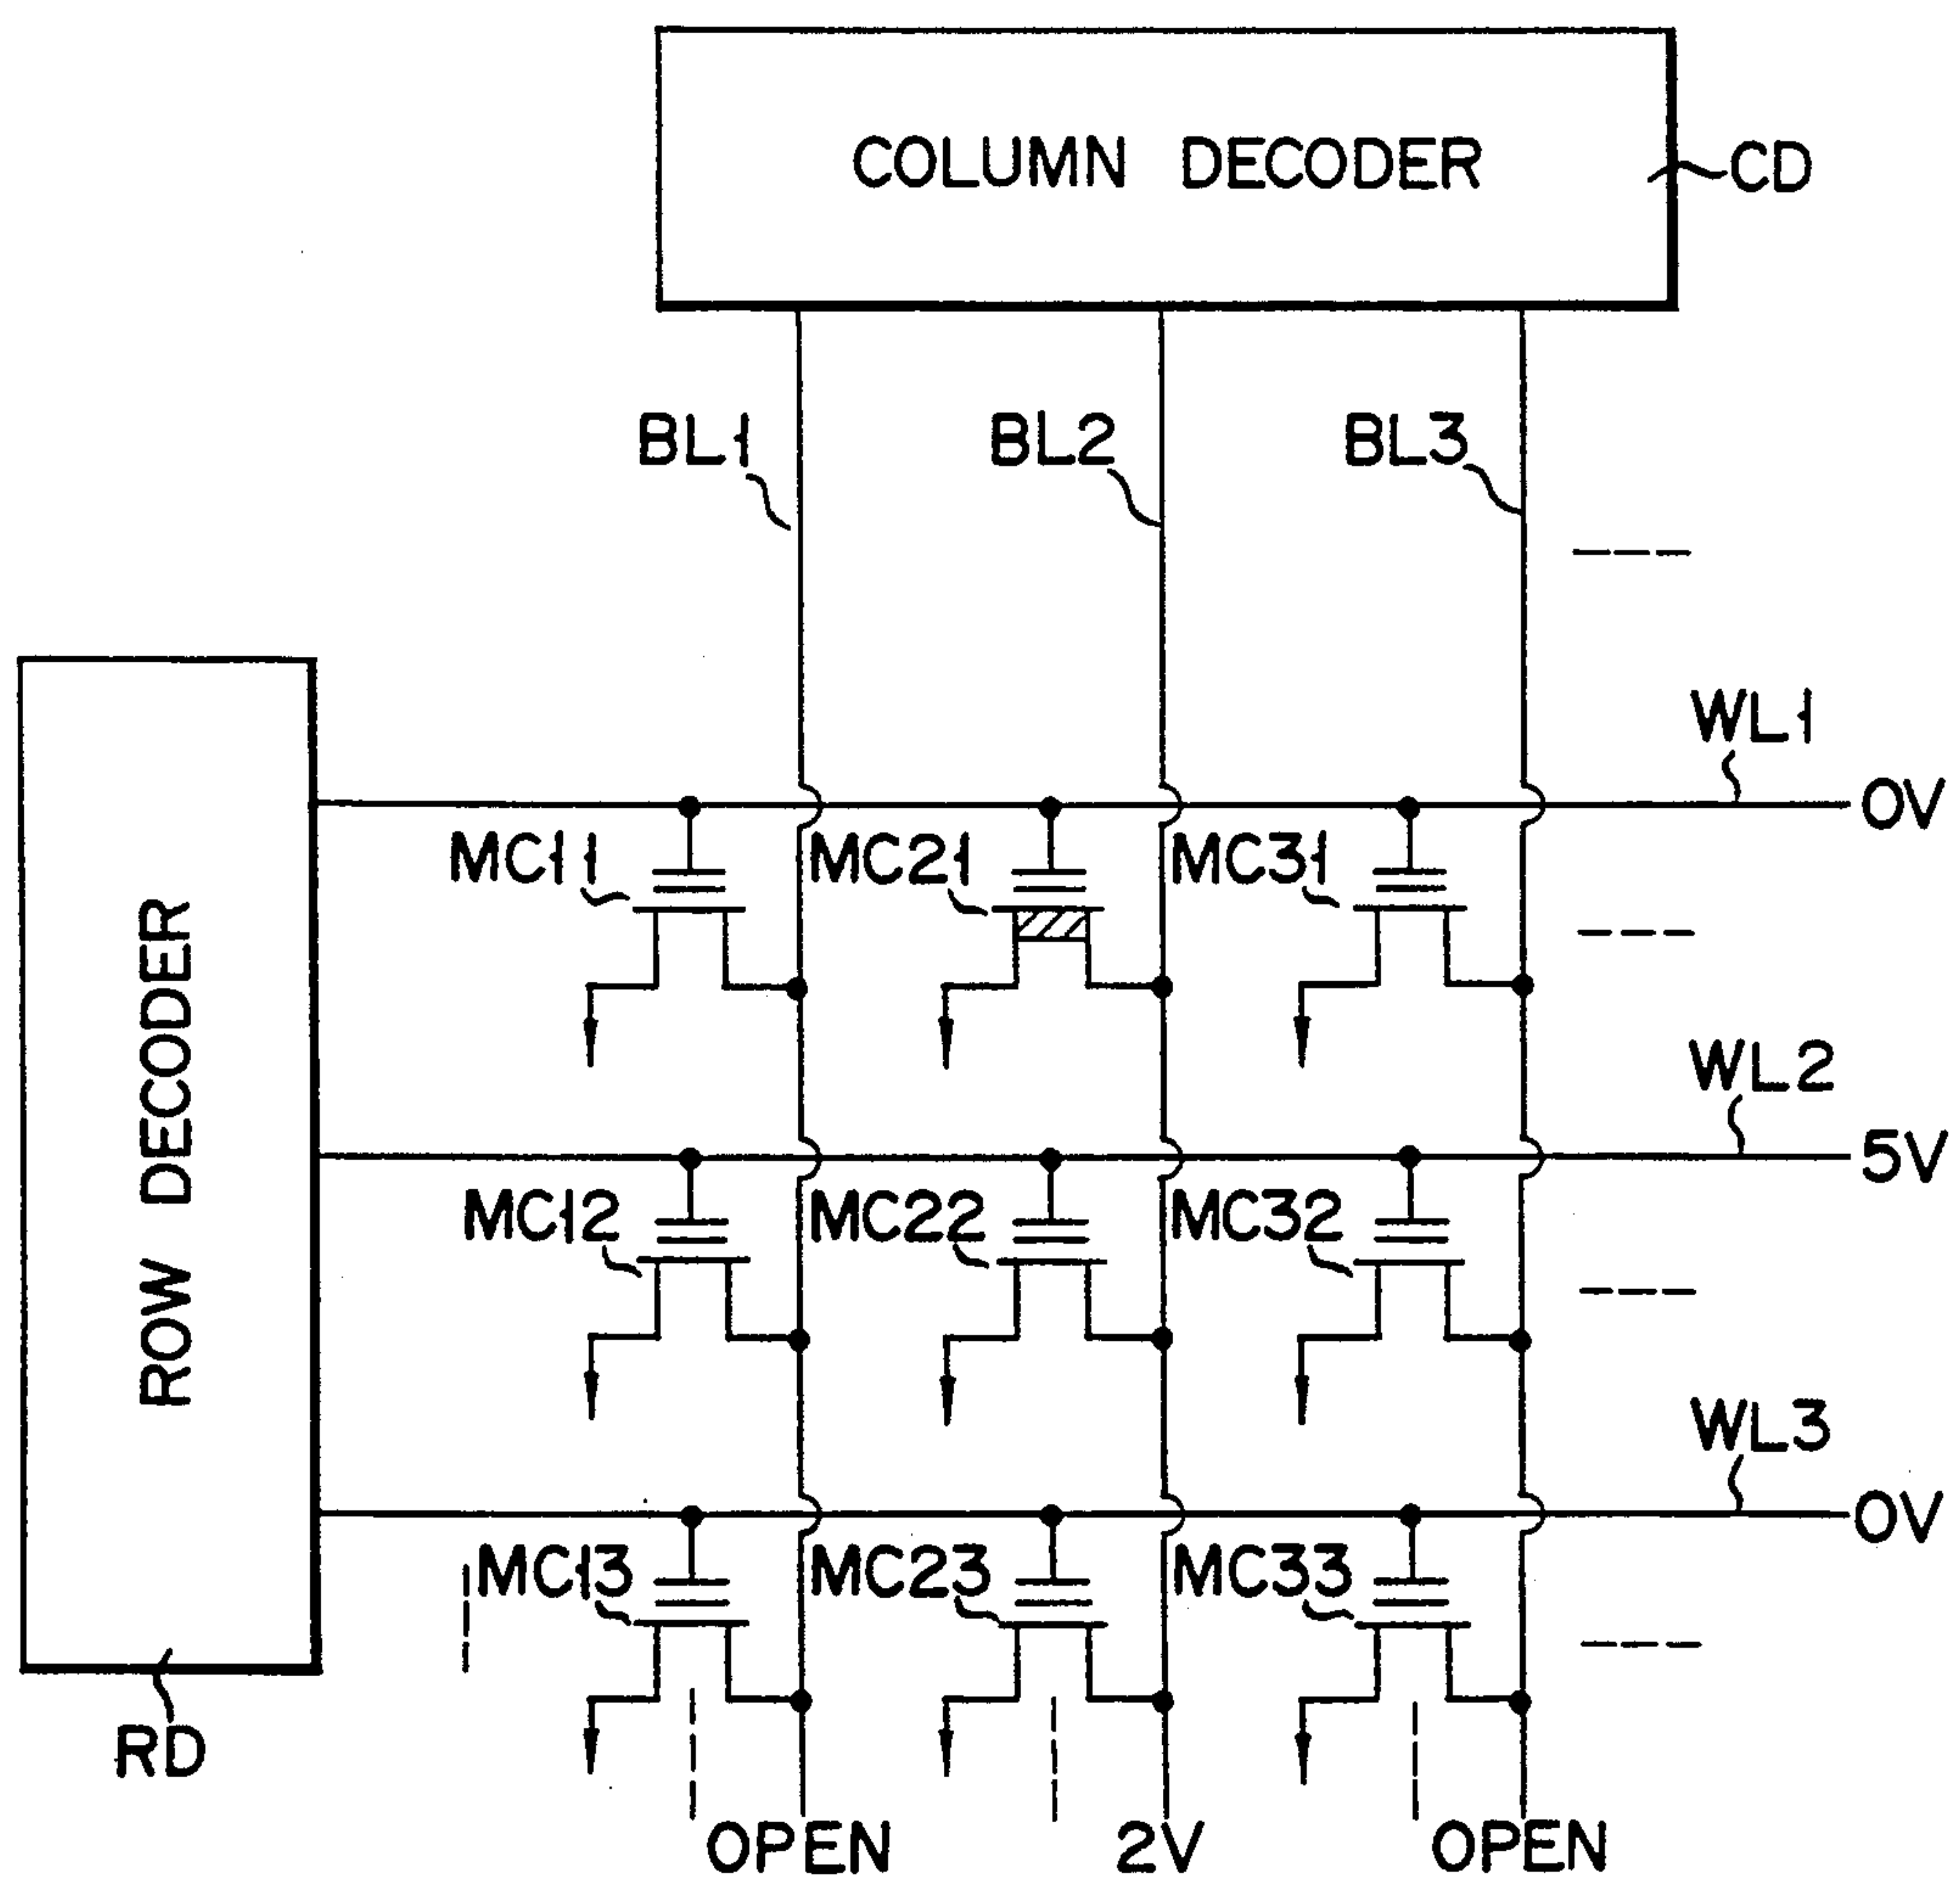 COLUMN DECODER
CD
BL1
BL2
BL3
WL1
0V
MC11
MC21
MC31
ROW DECODER
WL2
5V
MC12
MC22
MC32
WL3
0V
MC13
MC23
MC33
RD
OPEN
2V
OPEN